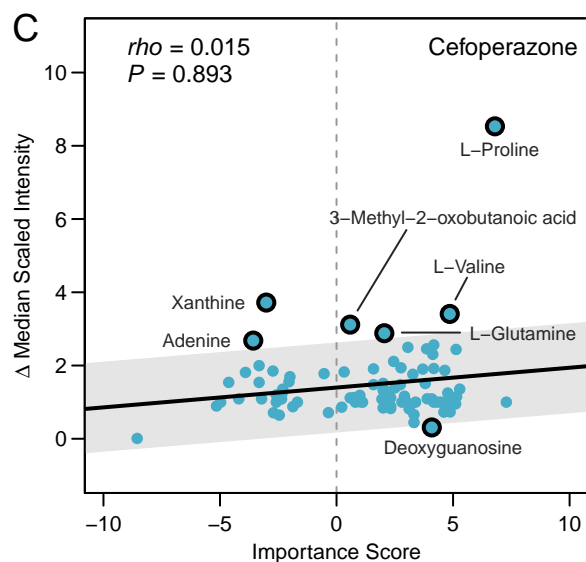 C
rho = 0.015
P = 0.893
Cefoperazone
Δ Median Scaled Intensity
10
8
6
4
2
0
L−Proline
3−Methyl−2−oxobutanoic acid
L−Valine
Xanthine
Adenine
L−Glutamine
Deoxyguanosine
−10
−5
0
5
10
Importance Score